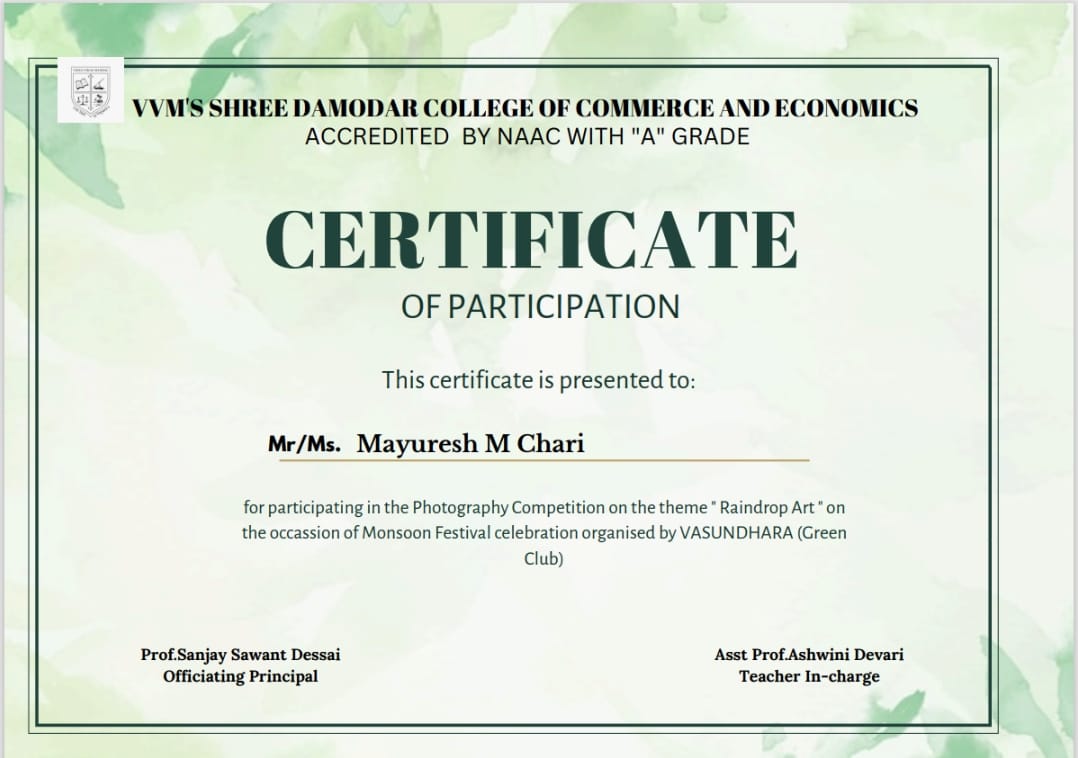 VVM'S SHREE DAMODAR COLLEGE OF COMMERCE AND ECONOMICS
ACCREDITED BY NAAC WITH "A" GRADE
CERTIFICATE
OF PARTICIPATION
This certificate is presented to:
Mr/Ms. Mayuresh M Chari
for participating in the Photography Competition on the theme " Raindrop Art " on
the occassion of Monsoon Festival celebration organised by VASUNDHARA (Green
Club)
Prof.Sanjay Sawant Dessai
Officiating Principal
Asst Prof.Ashwini Devari
Teacher In-charge